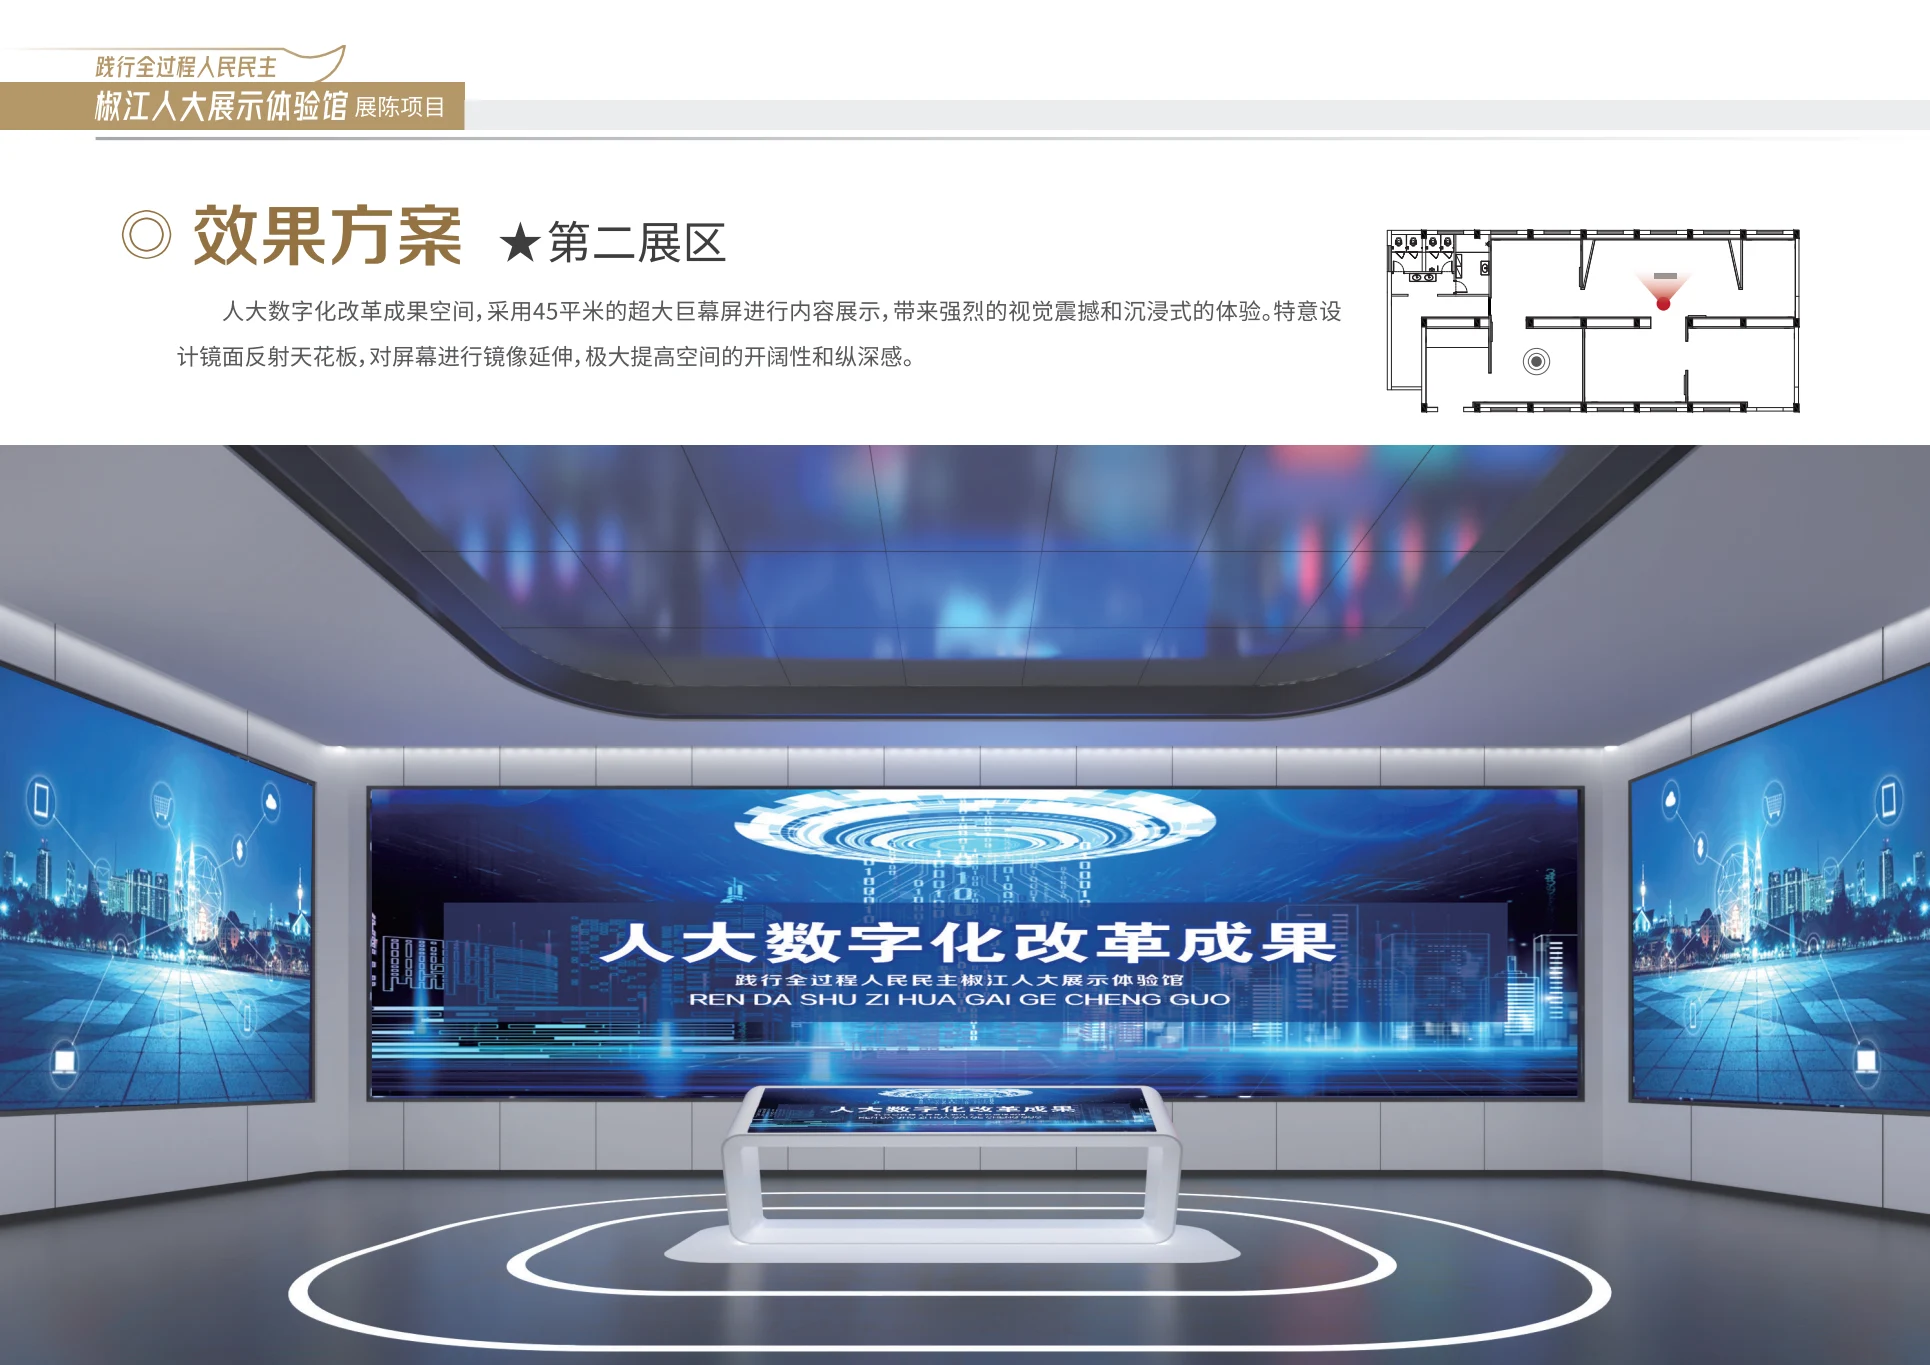 践行全过程人民民主
椒江人大展示体验馆 展陈项目
效果方案 ★第二展区
人大数字化改革成果空间，采用45平米的超大巨幕屏进行内容展示，带来强烈的视觉震撼和沉浸式的体验。特意设
计镜面反射天花板，对屏幕进行镜像延伸，极大提高空间的开阔性和纵深感。
人大数字化改革成果
践行全过程人民民主椒江人大展示体验馆
REN DA SHU ZI HUA GAI GE CHENG GUO
人大数字化改革成果